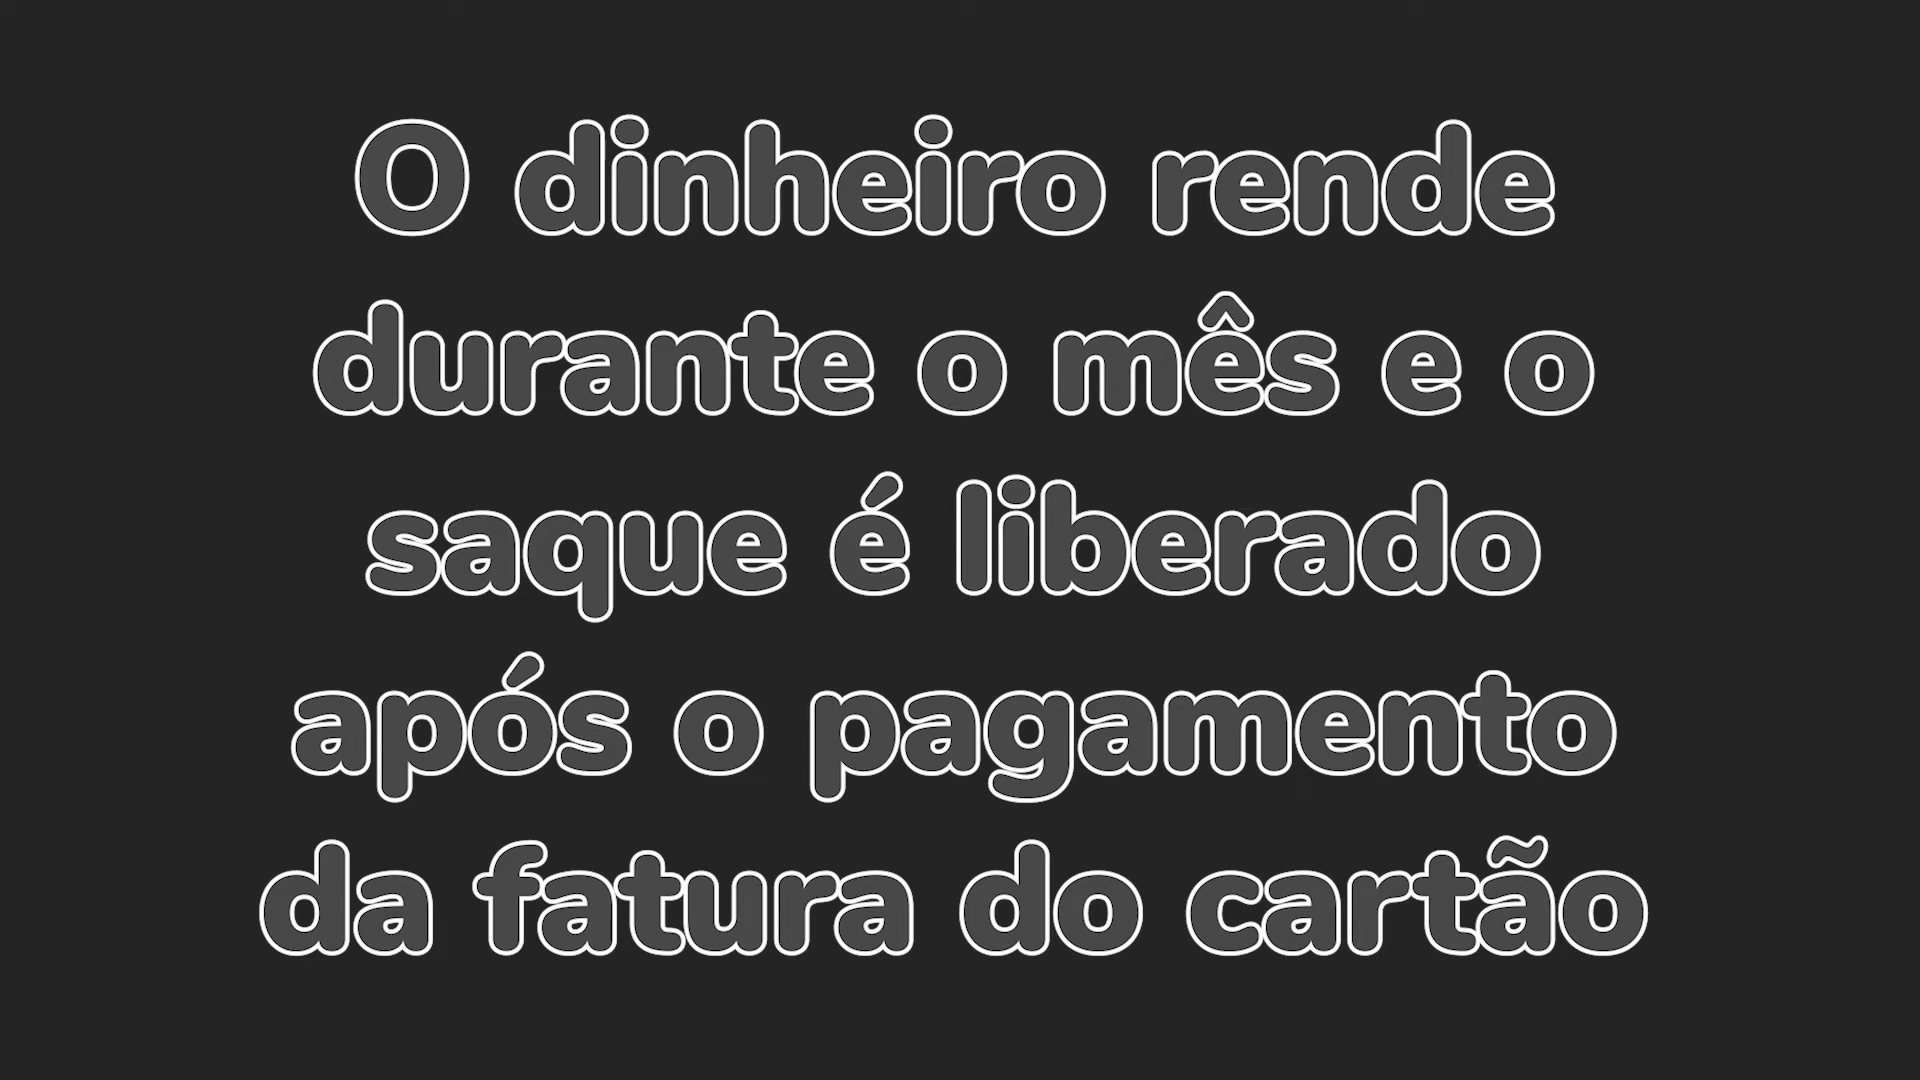 O dinheiro rende
durante o mês e o
saque é liberado
após o pagamento
da fatura do cartão